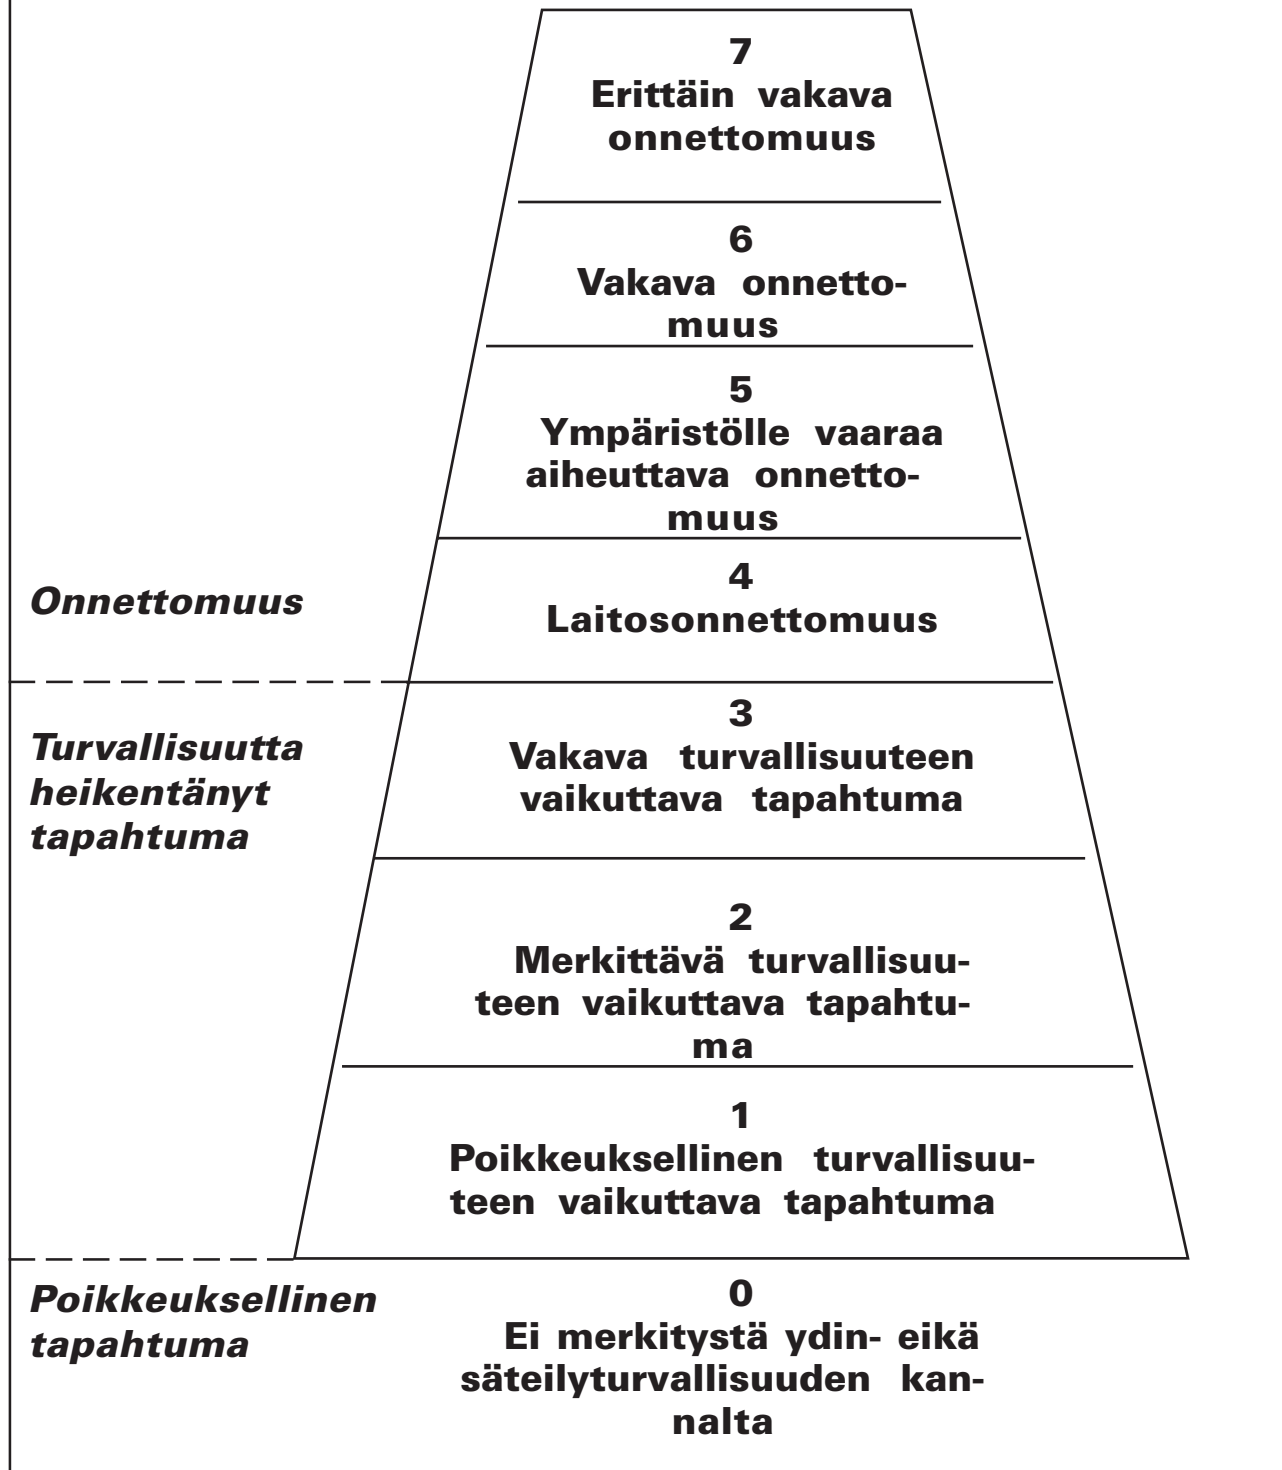 7
Erittäin vakava
onnettomuus
6
Vakava onnetto-
muus
5
Ympäristölle vaaraa
aiheuttava onnetto-
muus
Onnettomuus
4
Laitosonnettomuus
Turvallisuutta
heikentänyt
tapahtuma
3
Vakava turvallisuuteen
vaikuttava tapahtuma
2
Merkittävä turvallisuu-
teen vaikuttava tapahtu-
ma
1
Poikkeuksellinen turvallisuu-
teen vaikuttava tapahtuma
Poikkeuksellinen
tapahtuma
0
Ei merkitystä ydin- eikä
säteilyturvallisuuden kan-
nalta